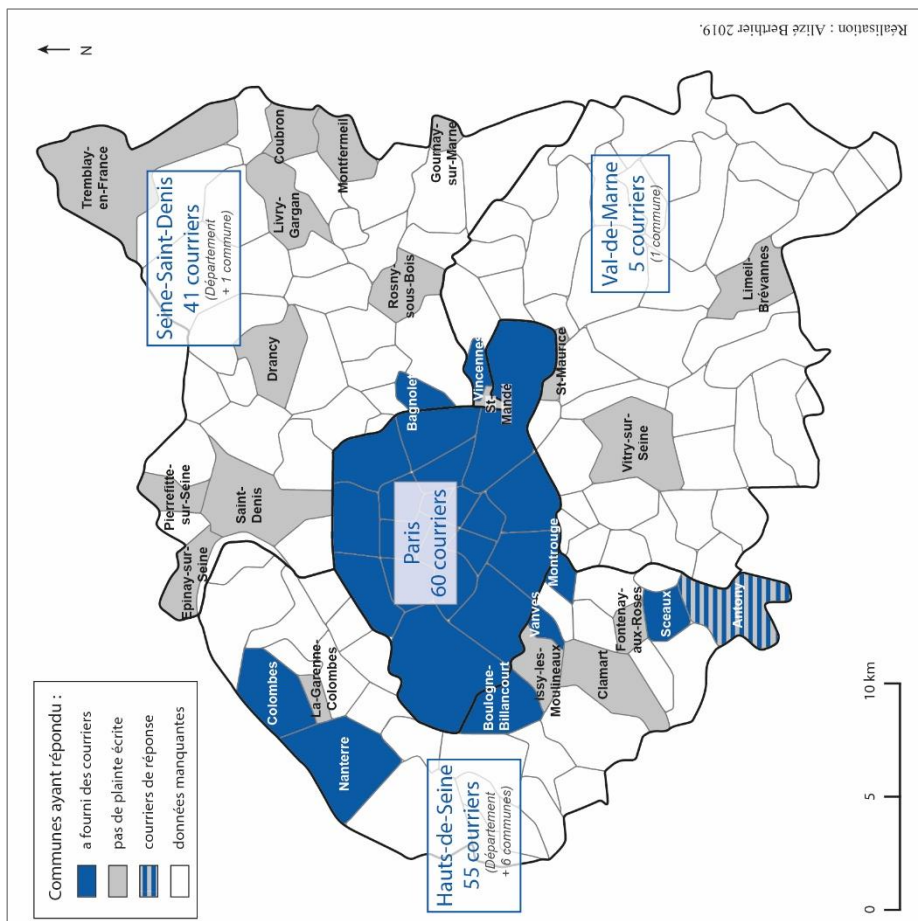 Communes ayant répondu :
a fourni des courriers
pas de plainte écrite
courriers de réponse
données manquantes
N
Tremblay-
en-France
Seine-Saint-Denis
41 courriers
(Département
+ 1 commune)
Pierrefitte-
sur-Seine
Epinay-sur-
Seine
Saint-
Denis
Drancy
Livry-
Gargan
Coubron
Montfermeil
Rosny-
sous-Bois
Gournay-
sur-Marne
Colombes
La-Garenne-
Colombes
Nanterre
Bagnolet
Paris
60 courriers
Vincennes
St-
Mandé
St-Maurice
Hauts-de-Seine
55 courriers
(Département
+ 6 communes)
Boulogne-
Billancourt
Issy-les-
Moulineaux
Vanves
Montrouge
Clamart
Fontenay-
aux-Roses
Sceaux
Antony
Vitry-sur-
Seine
Val-de-Marne
5 courriers
(1 commune)
Limeil-
Brévannes
0
5
10 km
Réalisation : Alizé Berthier 2019.